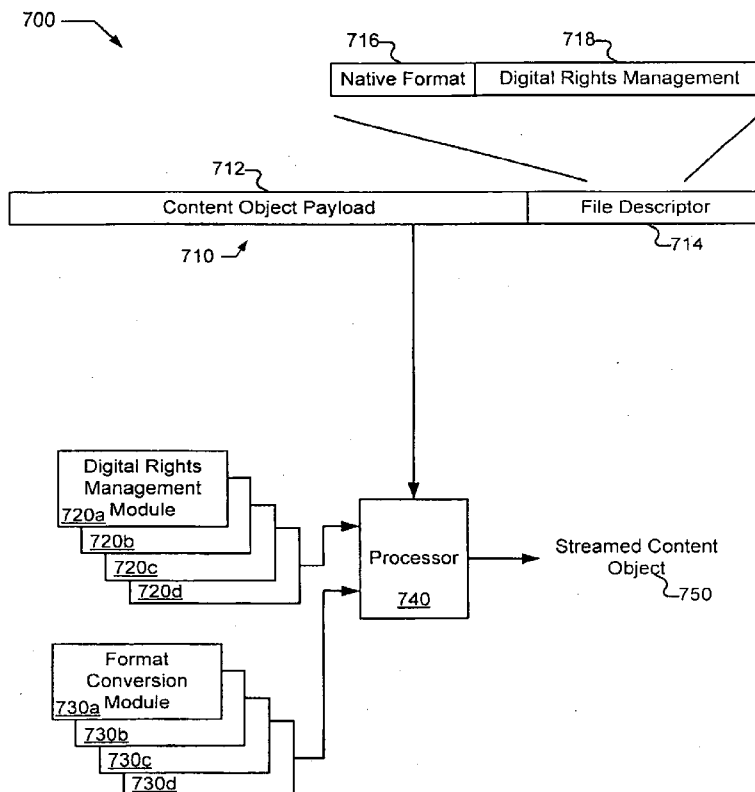 700
716
718
Native Format
Digital Rights Management
712
Content Object Payload
File Descriptor
710
714
Digital Rights
Management
Module
720a
720b
720c
720d
Processor
740
Streamed Content
Object
750
Format
Conversion
Module
730a
730b
730c
730d